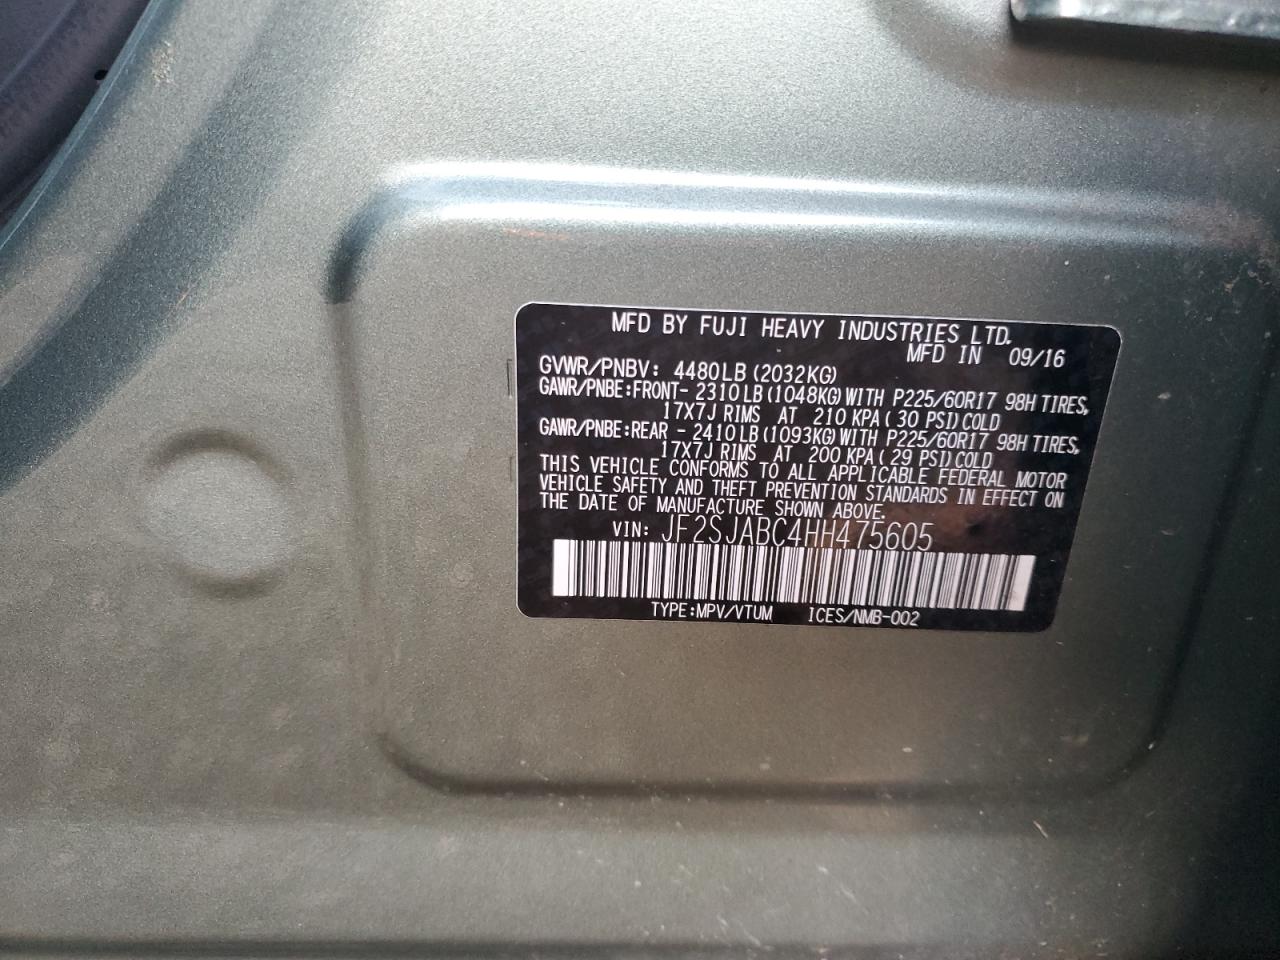 MFD BY FUJI HEAVY INDUSTRIES LTD.
MFD IN 09/16
GVWR/PNBV: 4480LB (2032KG)
GAWR/PNBE:FRONT- 2310LB (1048KG) WITH P225/60R17 98H TIRES,
17X7J RIMS AT 210 KPA (30 PSI) COLD
GAWR/PNBE:REAR - 2410LB (1093KG) WITH P225/60R17 98H TIRES,
17X7J RIMS AT 200 KPA (29 PSI) COLD
THIS VEHICLE CONFORMS TO ALL APPLICABLE FEDERAL MOTOR
VEHICLE SAFETY AND THEFT PREVENTION STANDARDS IN EFFECT ON
THE DATE OF MANUFACTURE SHOWN ABOVE.
VIN: JF2SJABC4HH475605
TYPE:MPV/VTUM ICES/NMB-002